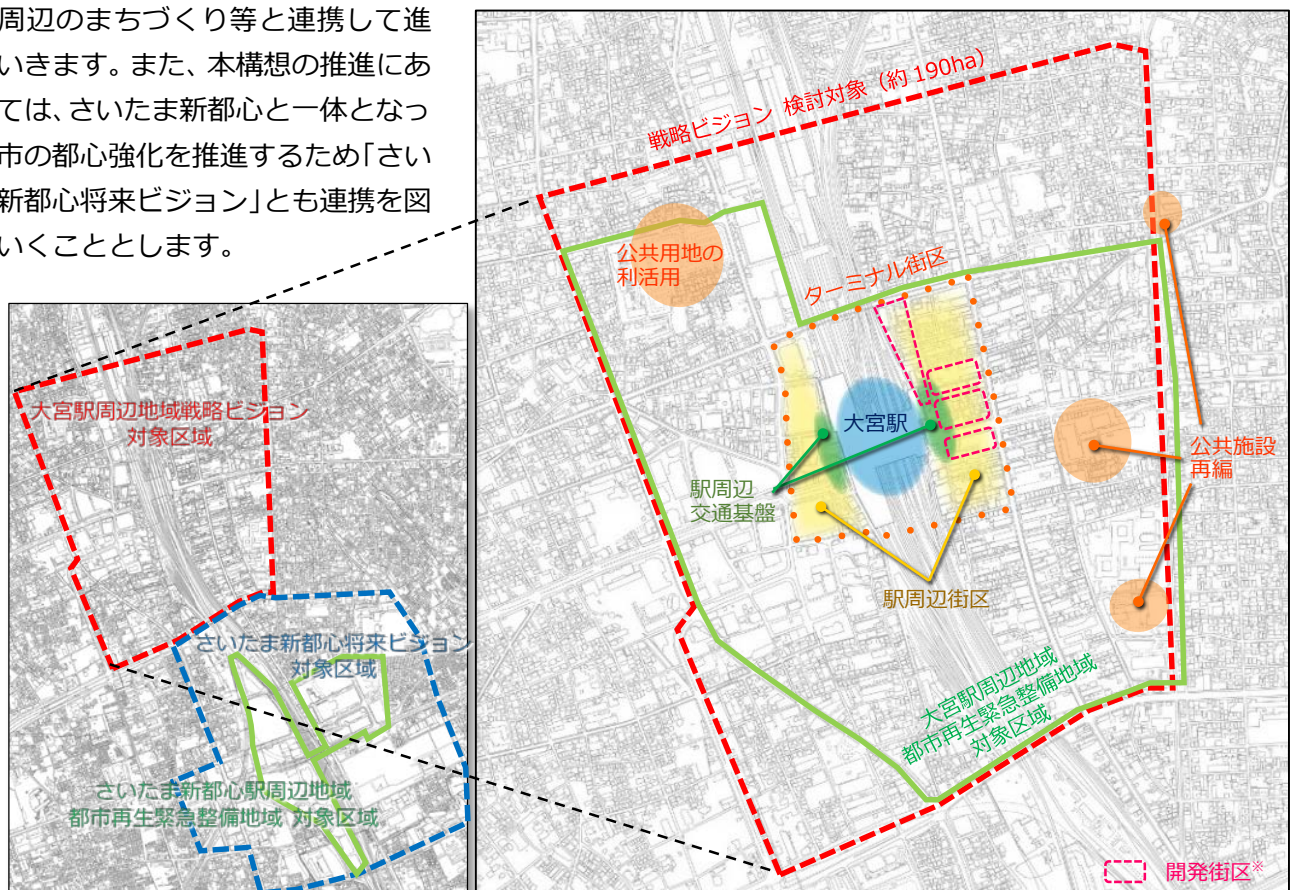 周辺のまちづくり等と連携して進
いきます。また、本構想の推進にあ
ては、さいたま新都心と一体となっ
市の都心強化を推進するため「さい
新都心将来ビジョン」とも連携を図
いくこととします。
戦略ビジョン 検討対象（約190ha）
公共用地の
利活用
ターミナル街区
大宮駅
駅周辺
交通基盤
公共施設
再編
駅周辺街区
大宮駅周辺地域
都市再生緊急整備地域
対象区域
開発街区※
大宮駅周辺地域戦略ビジョン
対象区域
さいたま新都心将来ビジョン
対象区域
さいたま新都心駅周辺地域
都市再生緊急整備地域 対象区域